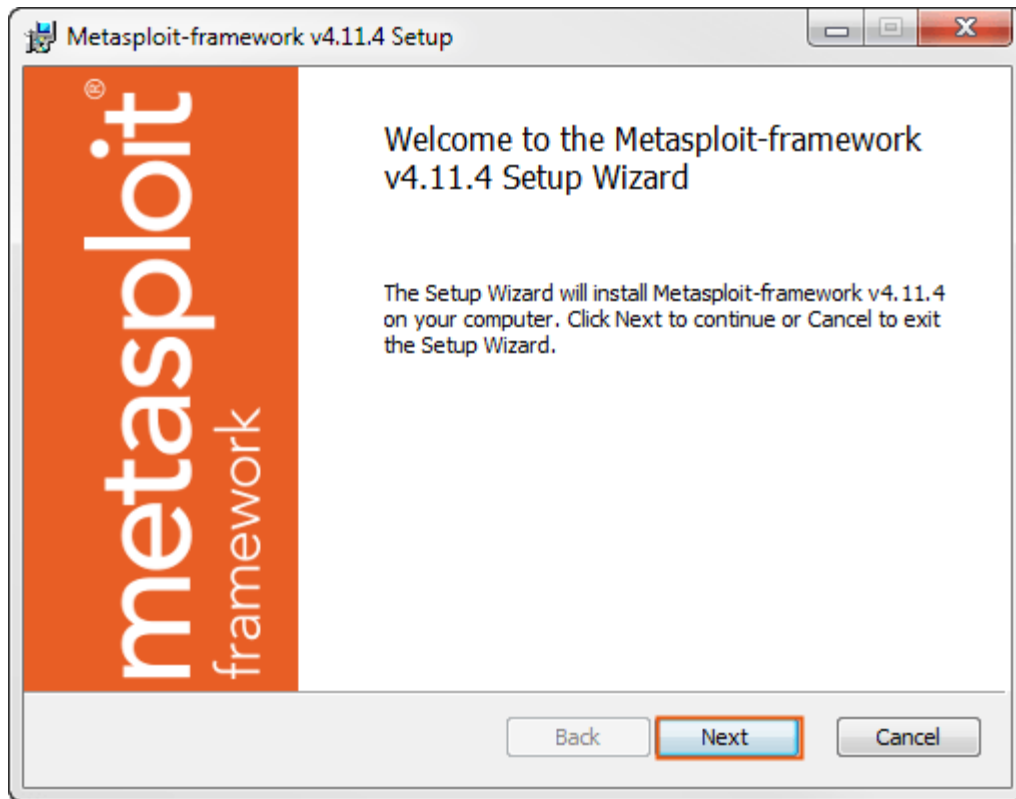 Metasploit-framework v4.11.4 Setup
metasploit®
framework
Welcome to the Metasploit-framework
v4.11.4 Setup Wizard
The Setup Wizard will install Metasploit-framework v4.11.4
on your computer. Click Next to continue or Cancel to exit
the Setup Wizard.
Back
Next
Cancel